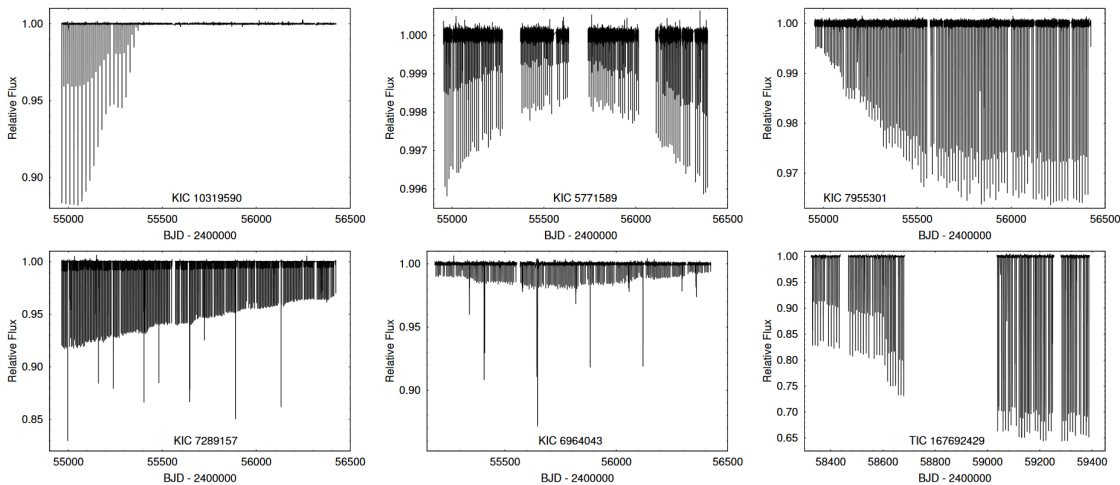 1.00
0.95
0.90
Relative Flux
KIC 10319590
55000 55500 56000 56500
BJD - 2400000
1.000
0.999
0.998
0.997
0.996
Relative Flux
KIC 5771589
55000 55500 56000 56500
BJD - 2400000
1.00
0.99
0.98
0.97
Relative Flux
KIC 7955301
55000 55500 56000 56500
BJD - 2400000
1.00
0.95
0.90
0.85
Relative Flux
KIC 7289157
55000 55500 56000 56500
BJD - 2400000
1.00
0.95
0.90
Relative Flux
KIC 6964043
55500 56000 56500
BJD - 2400000
1.00
0.95
0.90
0.85
0.80
0.75
0.70
0.65
Relative Flux
TIC 167692429
58400 58600 58800 59000 59200 59400
BJD - 2400000